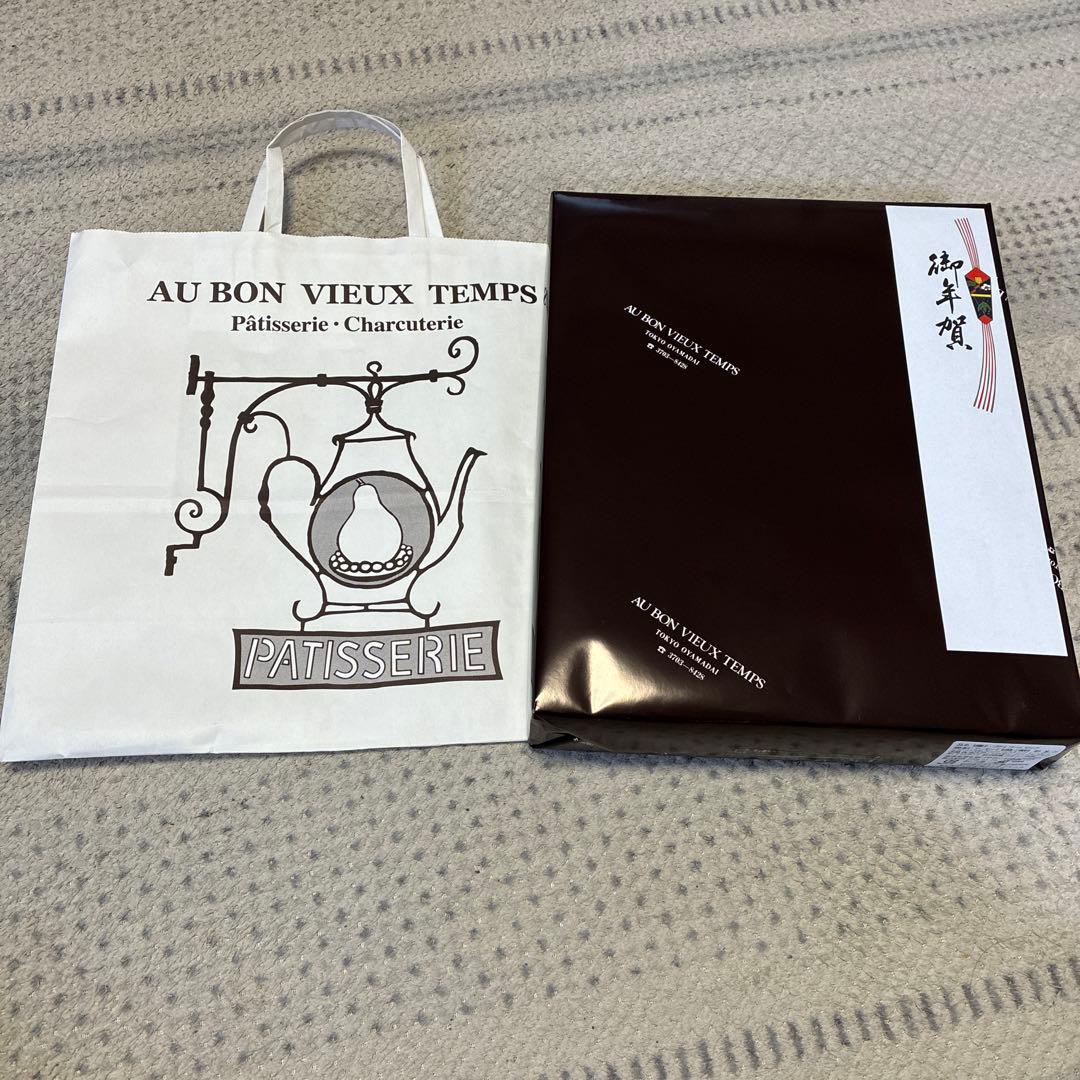 AU BON VIEUX TEMPS
Pâtisserie • Charcuterie
PATISSERIE
AU BON VIEUX TEMPS
TOKYO OYAMADAI
☎ 3703—8428
御年賀
AU BON VIEUX TEMPS
TOKYO OYAMADAI
☎ 3703—8428